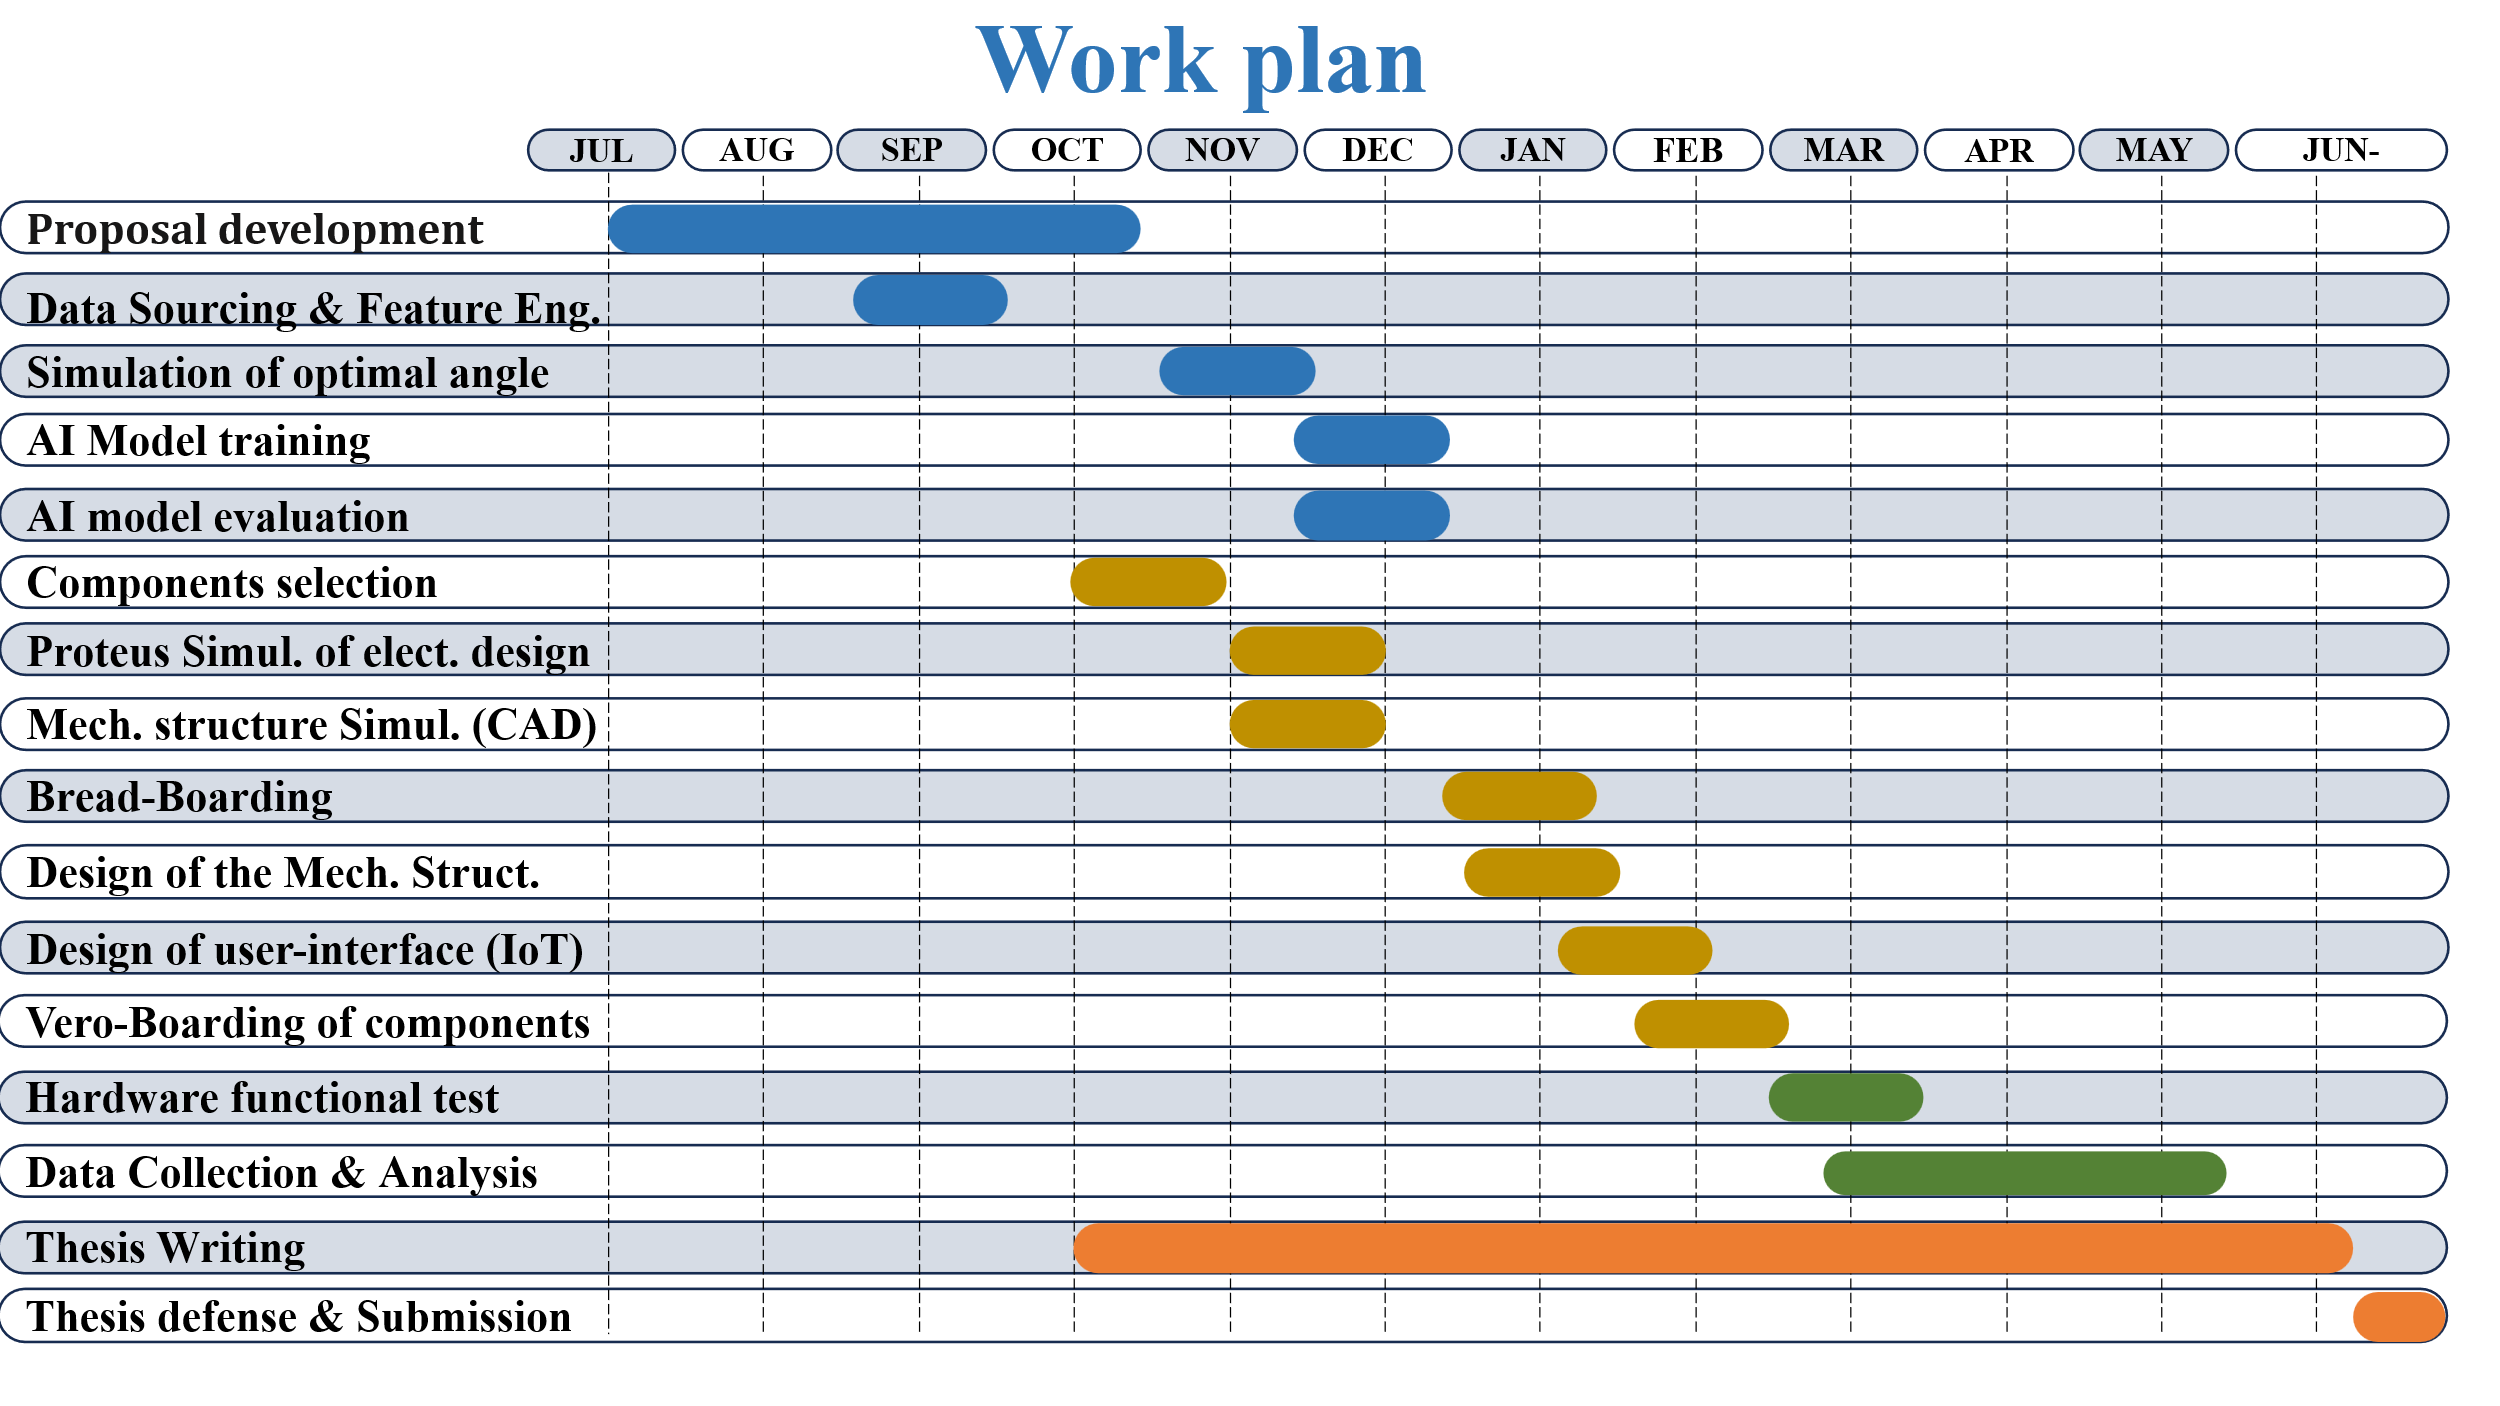 Work plan
JUL AUG SEP OCT NOV DEC JAN FEB MAR APR MAY JUN-
Proposal development
Data Sourcing & Feature Eng.
Simulation of optimal angle
AI Model training
AI model evaluation
Components selection
Proteus Simul. of elect. design
Mech. structure Simul. (CAD)
Bread-Boarding
Design of the Mech. Struct.
Design of user-interface (IoT)
Vero-Boarding of components
Hardware functional test
Data Collection & Analysis
Thesis Writing
Thesis defense & Submission